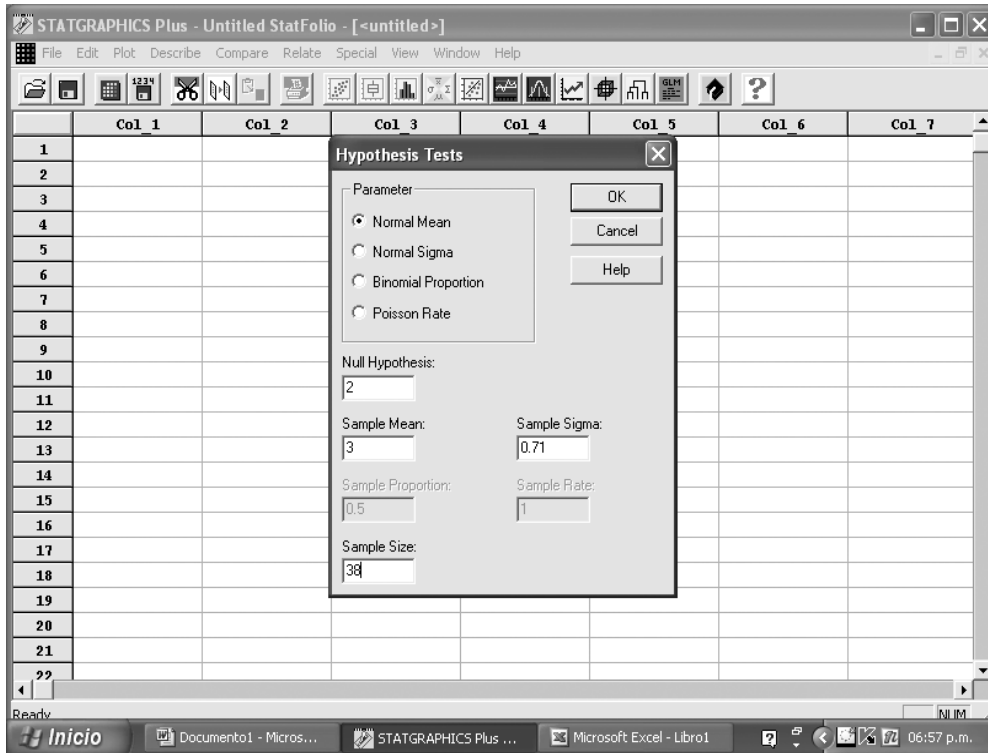 STATGRAPHICS Plus - Untitled StatFolio - [<untitled>]
File Edit Plot Describe Compare Relate Special View Window Help
1234
GLM
Col_1 Col_2 Col_3 Col_4 Col_5 Col_6 Col_7
1
2
3
4
5
6
7
8
9
10
11
12
13
14
15
16
17
18
19
20
21
22
Hypothesis Tests
Parameter
Normal Mean
Normal Sigma
Binomial Proportion
Poisson Rate
OK
Cancel
Help
Null Hypothesis:
2
Sample Mean: Sample Sigma:
3 0.71
Sample Proportion: Sample Rate:
0.5 1
Sample Size:
38
Ready NUM
Inicio Documento1 - Micros... STATGRAPHICS Plus ... Microsoft Excel - Libro1 06:57 p.m.